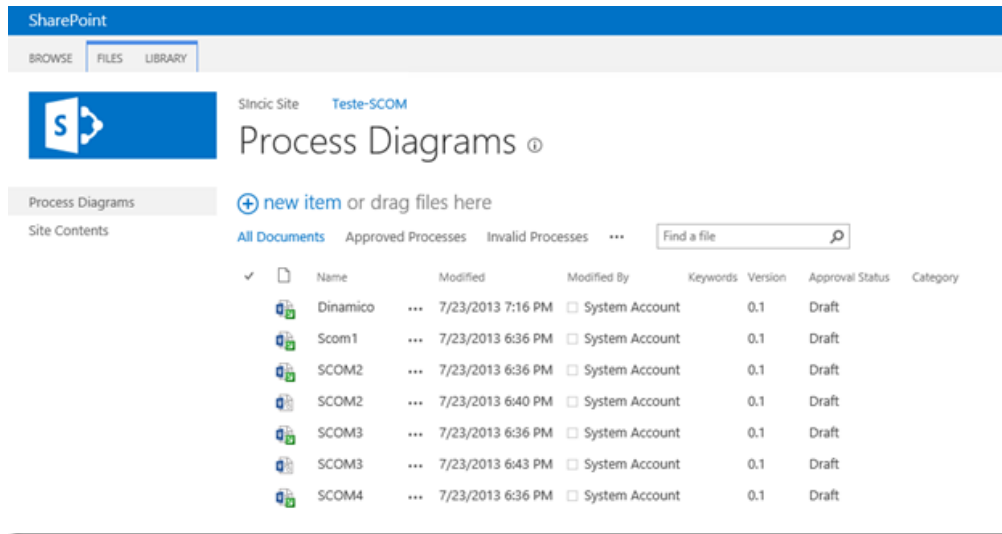 SharePoint
BROWSE FILES LIBRARY
S
SIncic Site Teste-SCOM
Process Diagrams
Process Diagrams
Site Contents
new item or drag files here
All Documents Approved Processes Invalid Processes ••• Find a file
Name Modified Modified By Keywords Version Approval Status Category
Dinamico ••• 7/23/2013 7:16 PM System Account 0.1 Draft
Scom1 ••• 7/23/2013 6:36 PM System Account 0.1 Draft
SCOM2 ••• 7/23/2013 6:36 PM System Account 0.1 Draft
SCOM2 ••• 7/23/2013 6:40 PM System Account 0.1 Draft
SCOM3 ••• 7/23/2013 6:36 PM System Account 0.1 Draft
SCOM3 ••• 7/23/2013 6:43 PM System Account 0.1 Draft
SCOM4 ••• 7/23/2013 6:36 PM System Account 0.1 Draft